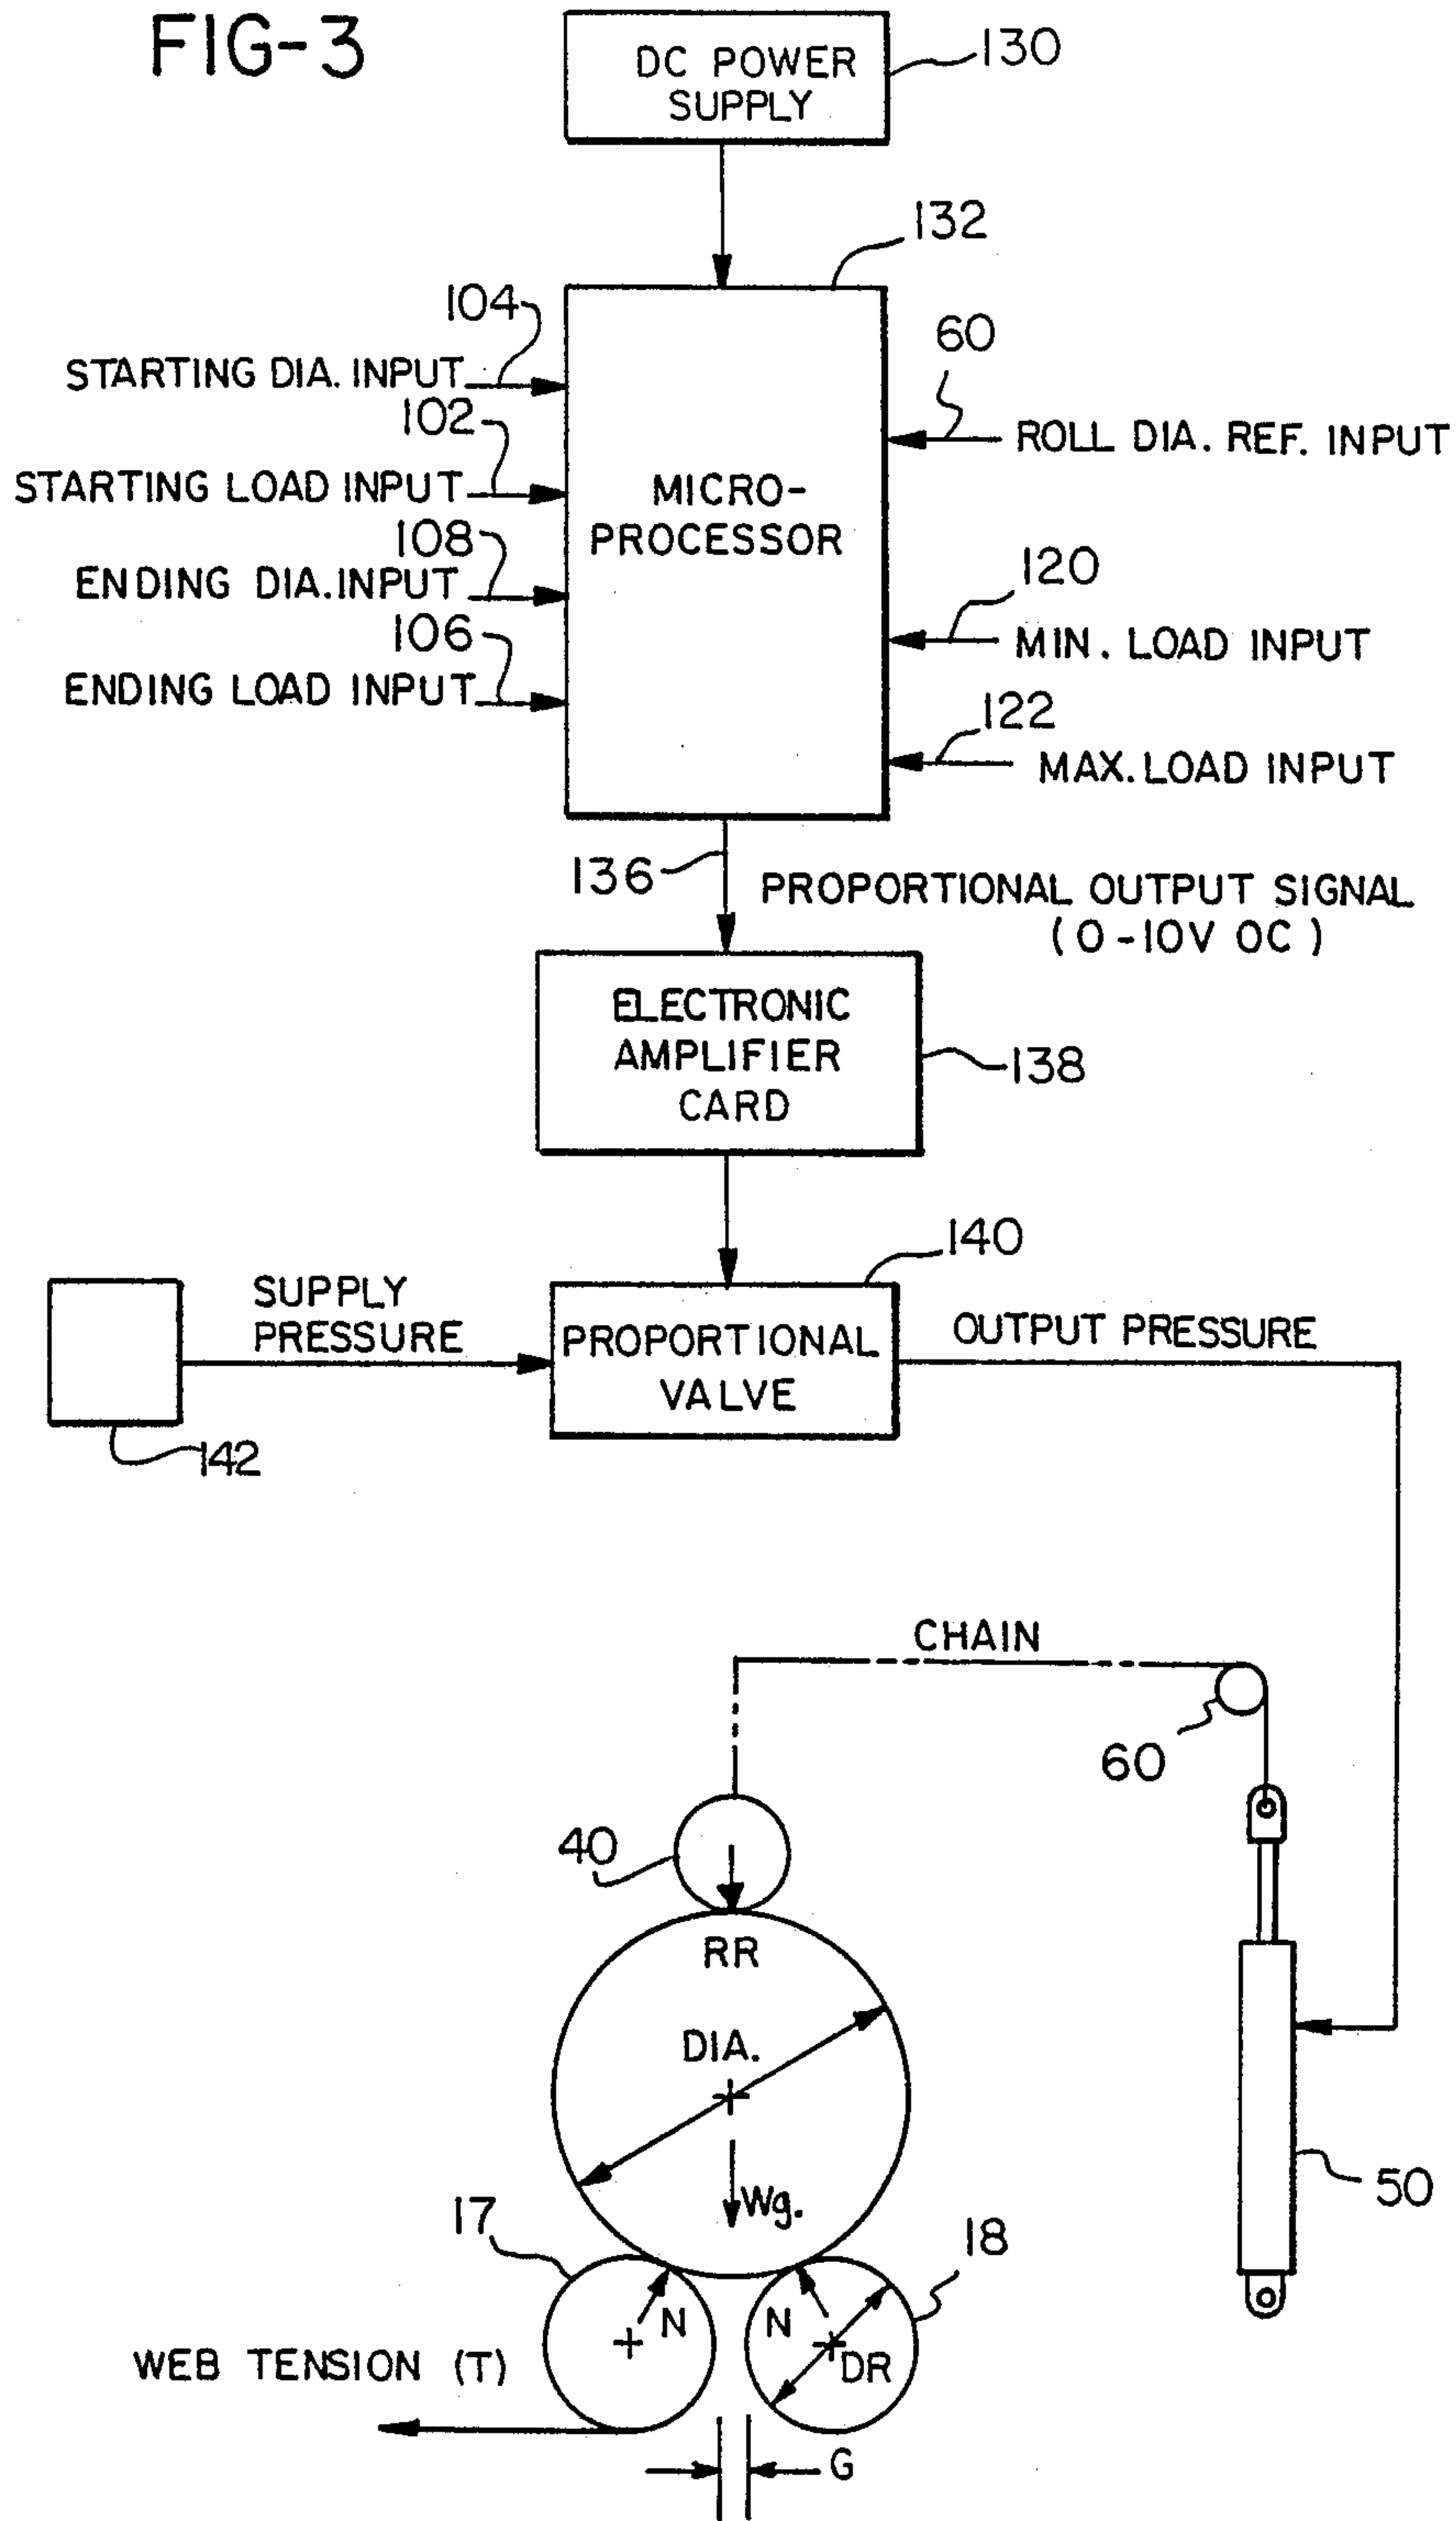 FIG-3
DC POWER
SUPPLY
130
132
104
STARTING DIA. INPUT
102
STARTING LOAD INPUT
108
ENDING DIA. INPUT
106
ENDING LOAD INPUT
MICRO-
PROCESSOR
60
ROLL DIA. REF. INPUT
120
MIN. LOAD INPUT
122
MAX. LOAD INPUT
136
PROPORTIONAL OUTPUT SIGNAL
(0-10V OC)
ELECTRONIC
AMPLIFIER
CARD
138
140
SUPPLY
PRESSURE
PROPORTIONAL
VALVE
OUTPUT PRESSURE
142
CHAIN
60
40
RR
DIA.
Wg.
50
17
18
N
N
DR
WEB TENSION (T)
G